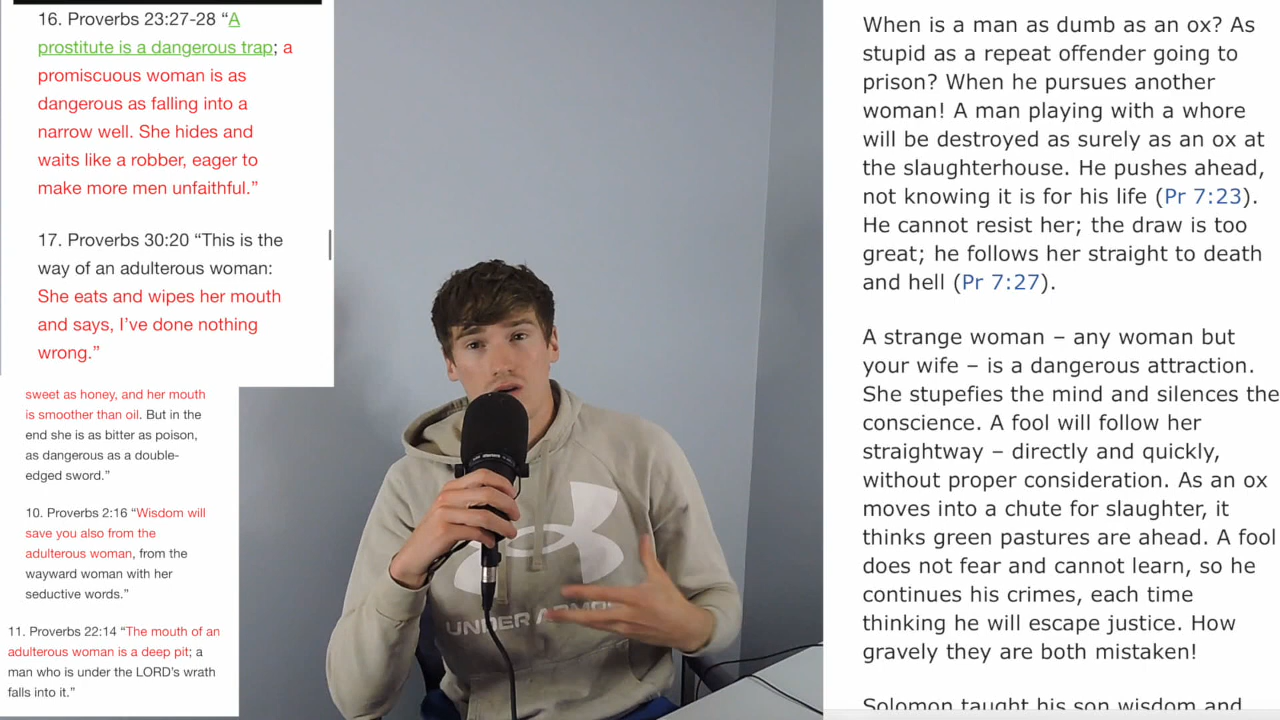 16. Proverbs 23:27-28 “A
prostitute is a dangerous trap; a
promiscuous woman is as
dangerous as falling into a
narrow well. She hides and
waits like a robber, eager to
make more men unfaithful.”
17. Proverbs 30:20 “This is the
way of an adulterous woman:
She eats and wipes her mouth
and says, I’ve done nothing
wrong.”
sweet as honey, and her mouth
is smoother than oil. But in the
end she is as bitter as poison,
as dangerous as a double-
edged sword.”
10. Proverbs 2:16 “Wisdom will
save you also from the
adulterous woman, from the
wayward woman with her
seductive words.”
11. Proverbs 22:14 “The mouth of an
adulterous woman is a deep pit; a
man who is under the LORD’s wrath
falls into it.”
UNDER ARMOUR
When is a man as dumb as an ox? As
stupid as a repeat offender going to
prison? When he pursues another
woman! A man playing with a whore
will be destroyed as surely as an ox at
the slaughterhouse. He pushes ahead,
not knowing it is for his life (Pr 7:23).
He cannot resist her; the draw is too
great; he follows her straight to death
and hell (Pr 7:27).
A strange woman – any woman but
your wife – is a dangerous attraction.
She stupefies the mind and silences the
conscience. A fool will follow her
straightway – directly and quickly,
without proper consideration. As an ox
moves into a chute for slaughter, it
thinks green pastures are ahead. A fool
does not fear and cannot learn, so he
continues his crimes, each time
thinking he will escape justice. How
gravely they are both mistaken!
Solomon taught his son wisdom and